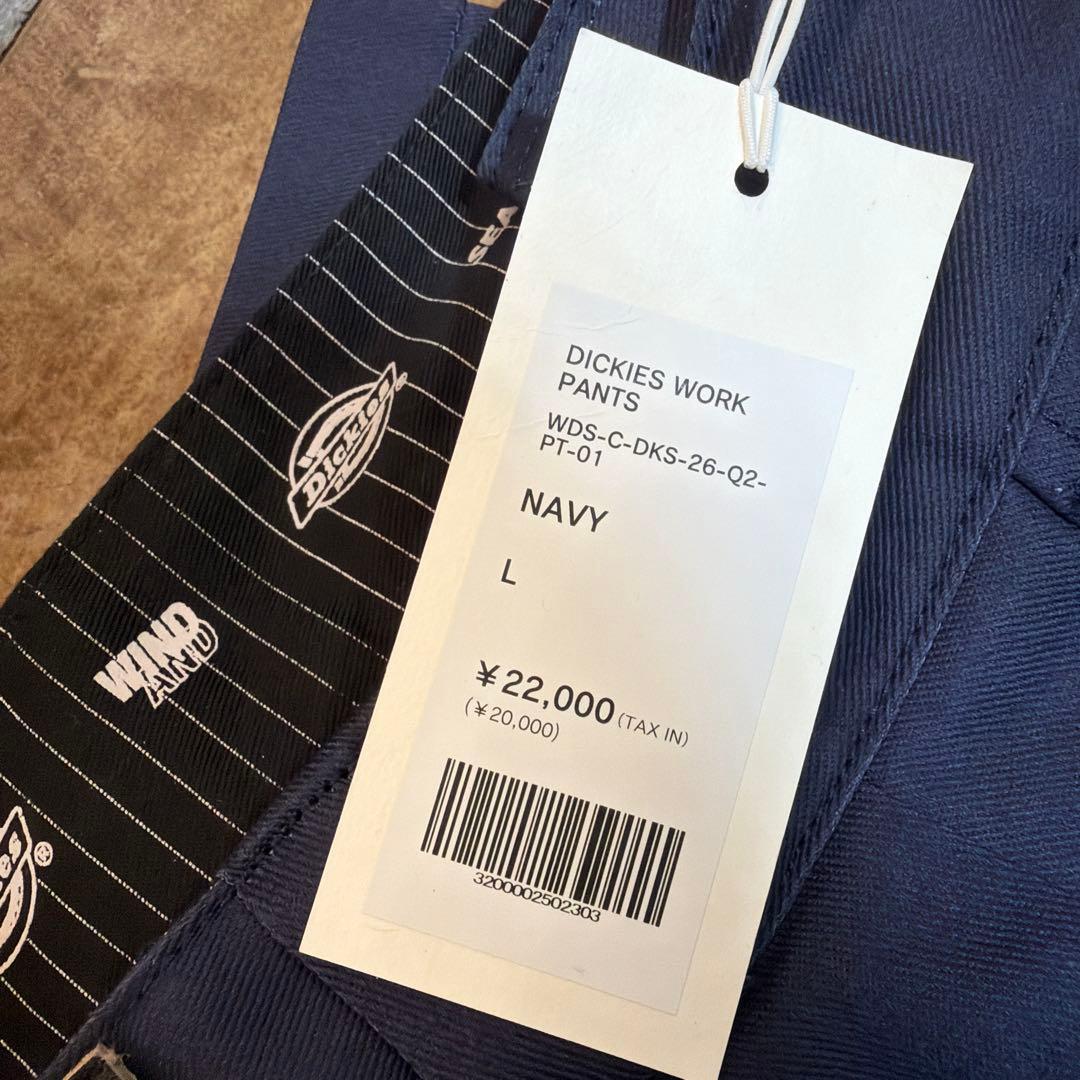 DICKIES WORK
PANTS
WDS-C-DKS-26-Q2-
PT-01
NAVY
L
¥22,000 (TAX IN)
(¥20,000)
3200002502303
SEA
Dickies
®
WIND
AND
®